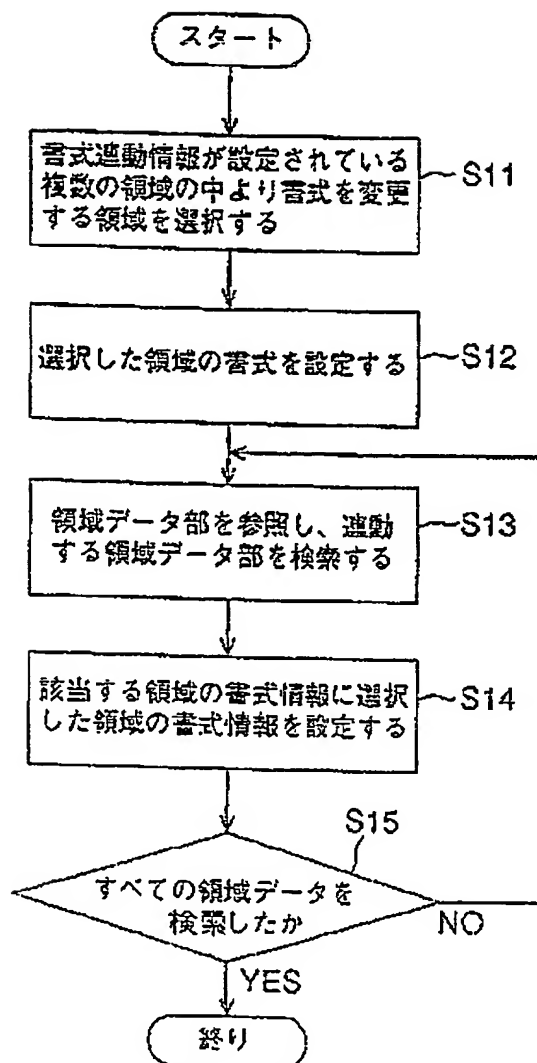 スタート
書式連動情報が設定されている
複数の領域の中より書式を変更
する領域を選択する
S11
選択した領域の書式を設定する
S12
領域データ部を参照し、連動
する領域データ部を検索する
S13
該当する領域の書式情報に選択
した領域の書式情報を設定する
S14
S15
すべての領域データを
検索したか
NO
YES
終り